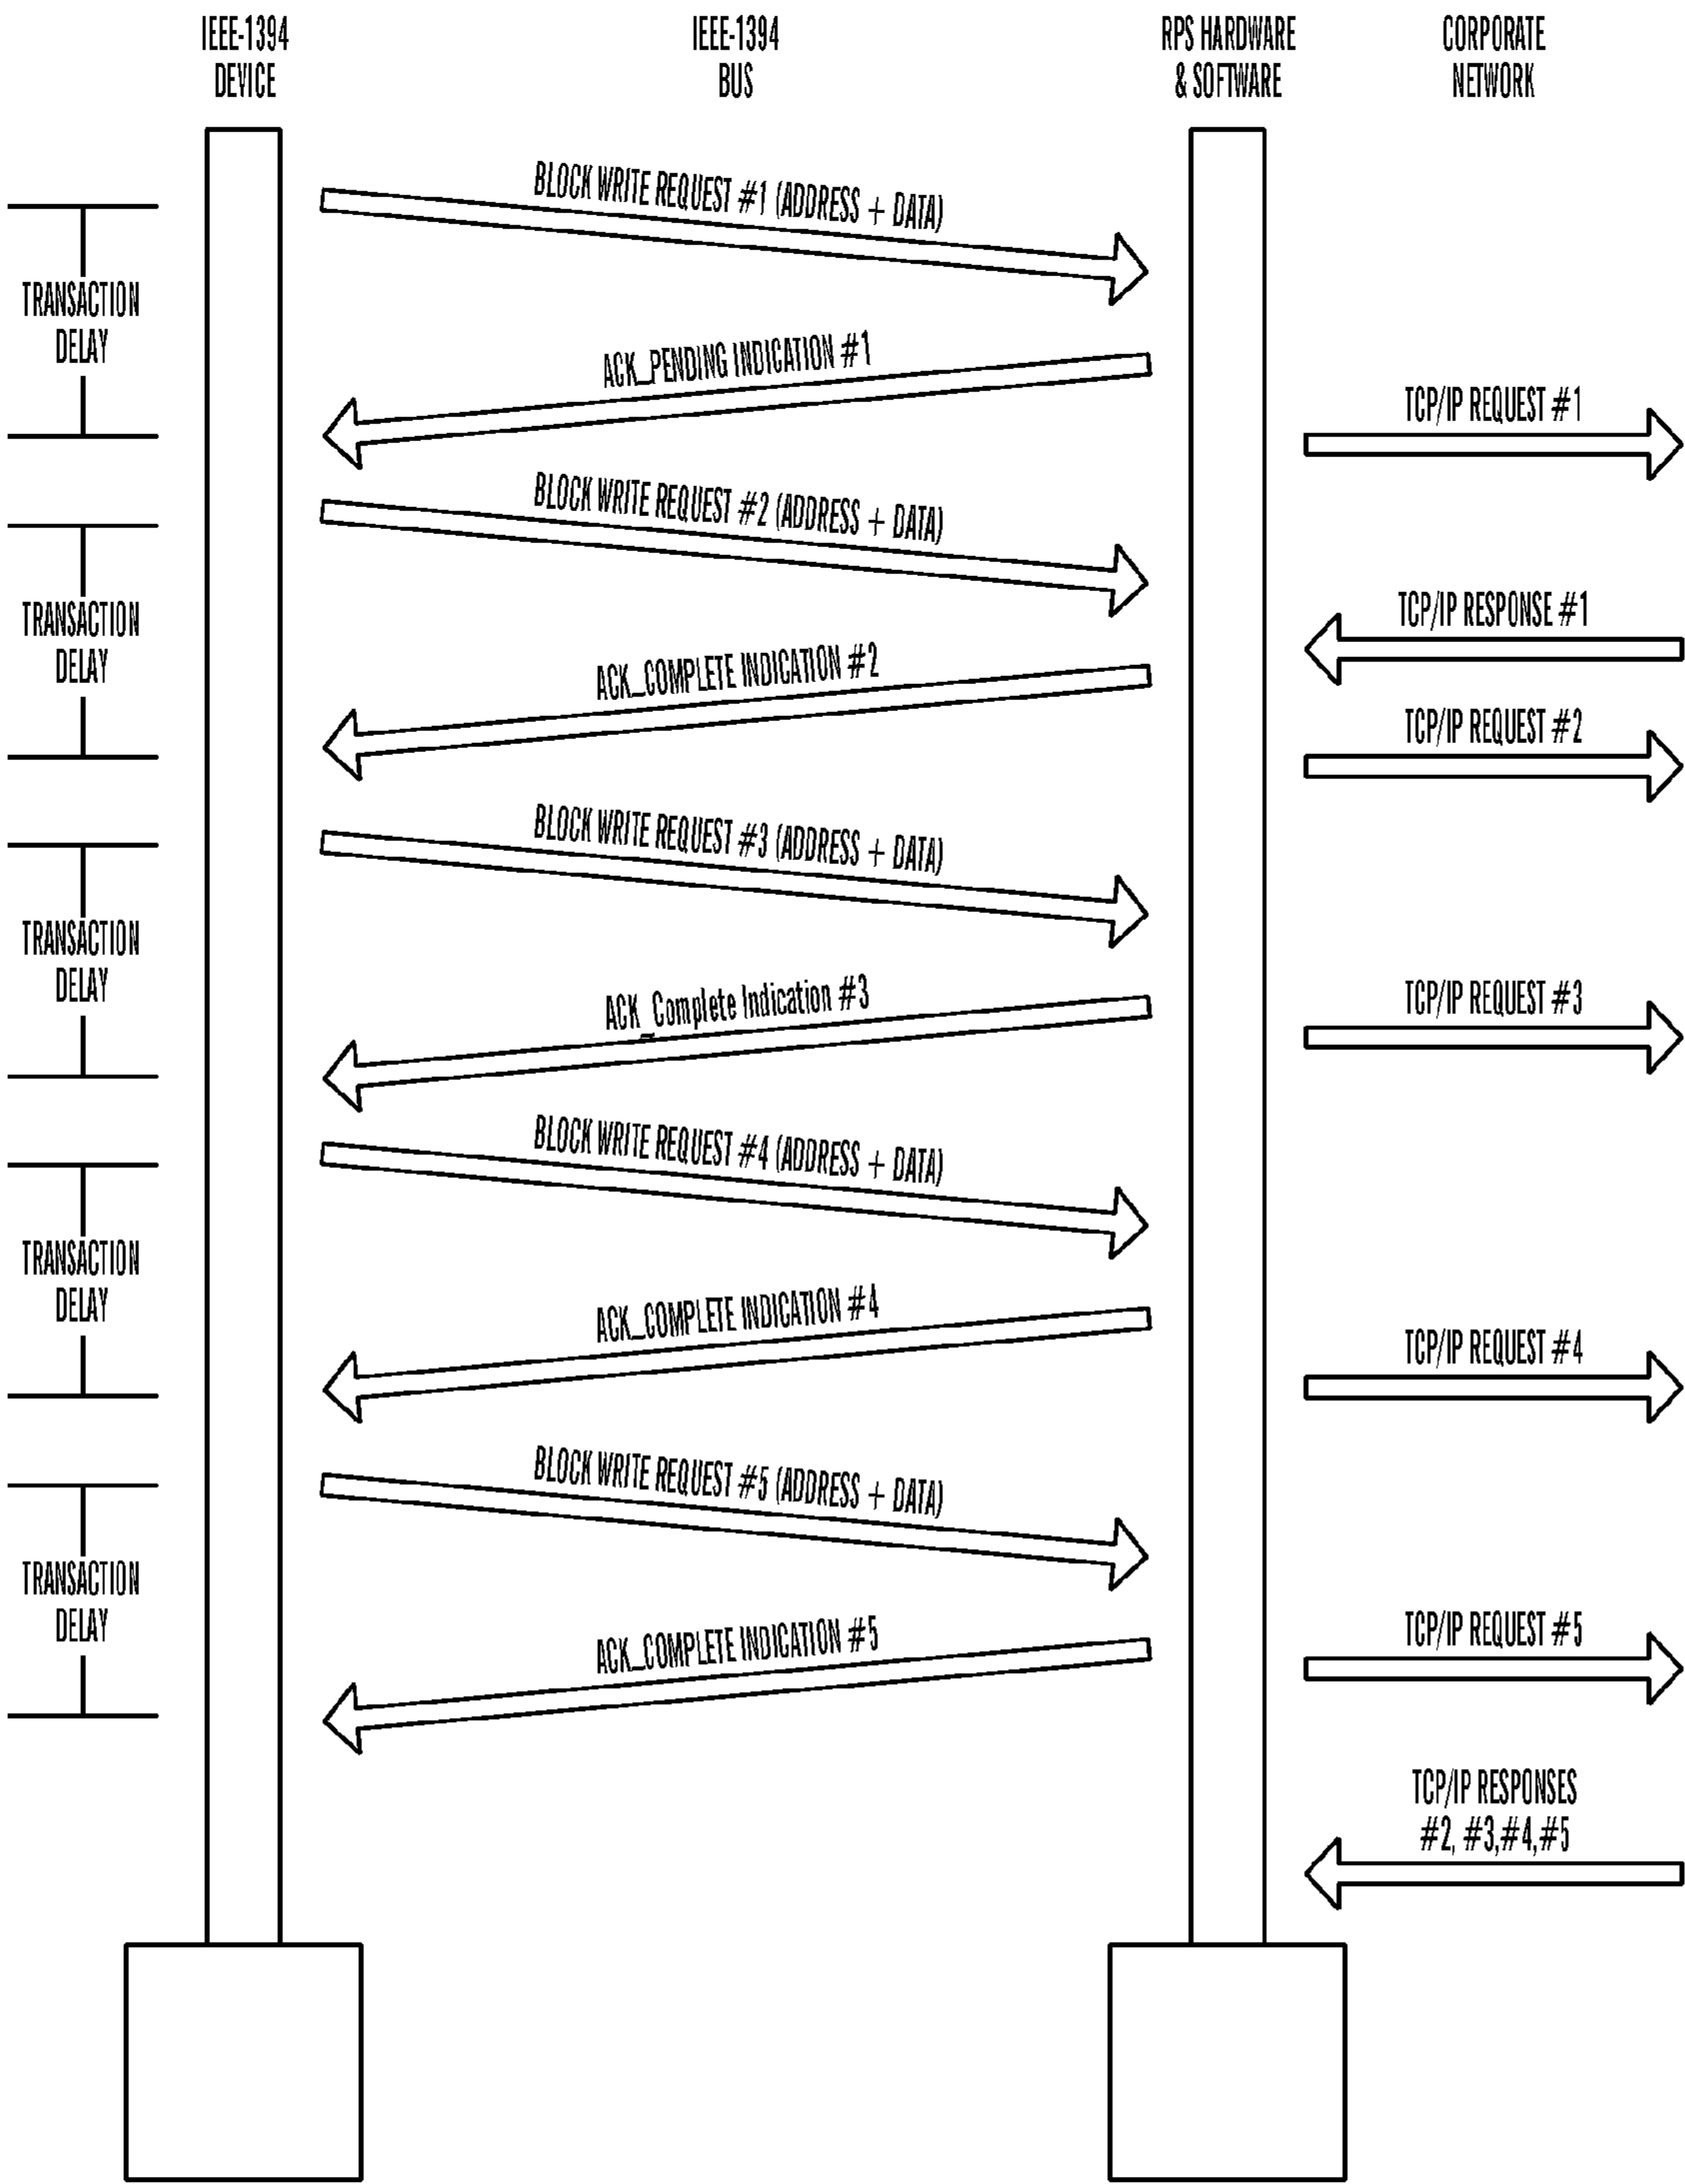 IEEE-1394
DEVICE
IEEE-1394
BUS
RPS HARDWARE
& SOFTWARE
CORPORATE
NETWORK
BLOCK WRITE REQUEST #1 (ADDRESS + DATA)
TRANSACTION
DELAY
ACK_PENDING INDICATION #1
TCP/IP REQUEST #1
BLOCK WRITE REQUEST #2 (ADDRESS + DATA)
TRANSACTION
DELAY
TCP/IP RESPONSE #1
ACK_COMPLETE INDICATION #2
TCP/IP REQUEST #2
BLOCK WRITE REQUEST #3 (ADDRESS + DATA)
TRANSACTION
DELAY
ACK_Complete Indication #3
TCP/IP REQUEST #3
BLOCK WRITE REQUEST #4 (ADDRESS + DATA)
TRANSACTION
DELAY
ACK_COMPLETE INDICATION #4
TCP/IP REQUEST #4
BLOCK WRITE REQUEST #5 (ADDRESS + DATA)
TRANSACTION
DELAY
ACK_COMPLETE INDICATION #5
TCP/IP REQUEST #5
TCP/IP RESPONSES
#2, #3,#4,#5